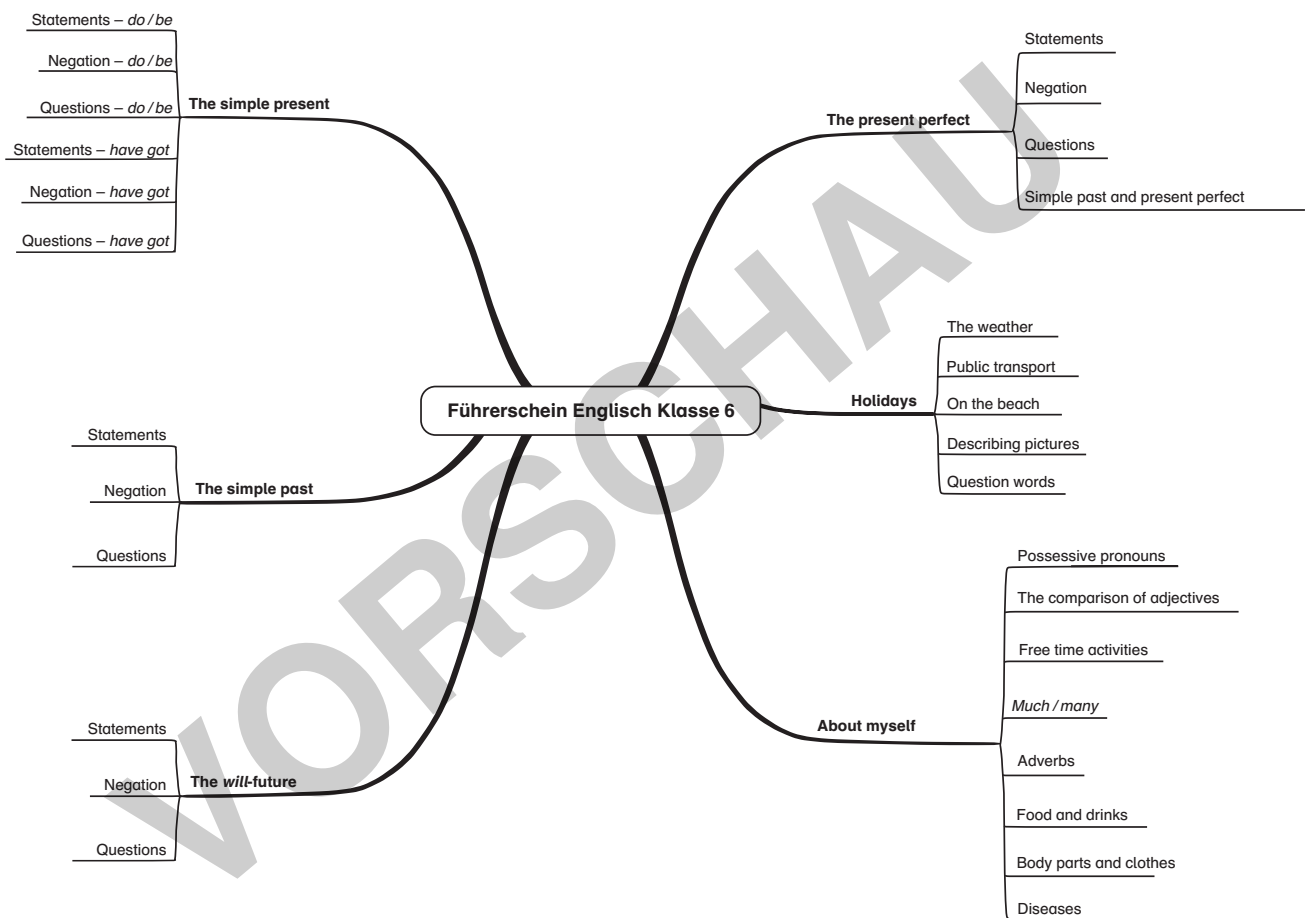 Führerschein Englisch Klasse 6
The simple present
Statements – do / be
Negation – do / be
Questions – do / be
Statements – have got
Negation – have got
Questions – have got
The simple past
Statements
Negation
Questions
The will-future
Statements
Negation
Questions
The present perfect
Statements
Negation
Questions
Simple past and present perfect
Holidays
The weather
Public transport
On the beach
Describing pictures
Question words
About myself
Possessive pronouns
The comparison of adjectives
Free time activities
Much / many
Adverbs
Food and drinks
Body parts and clothes
Diseases
VORSCHAU